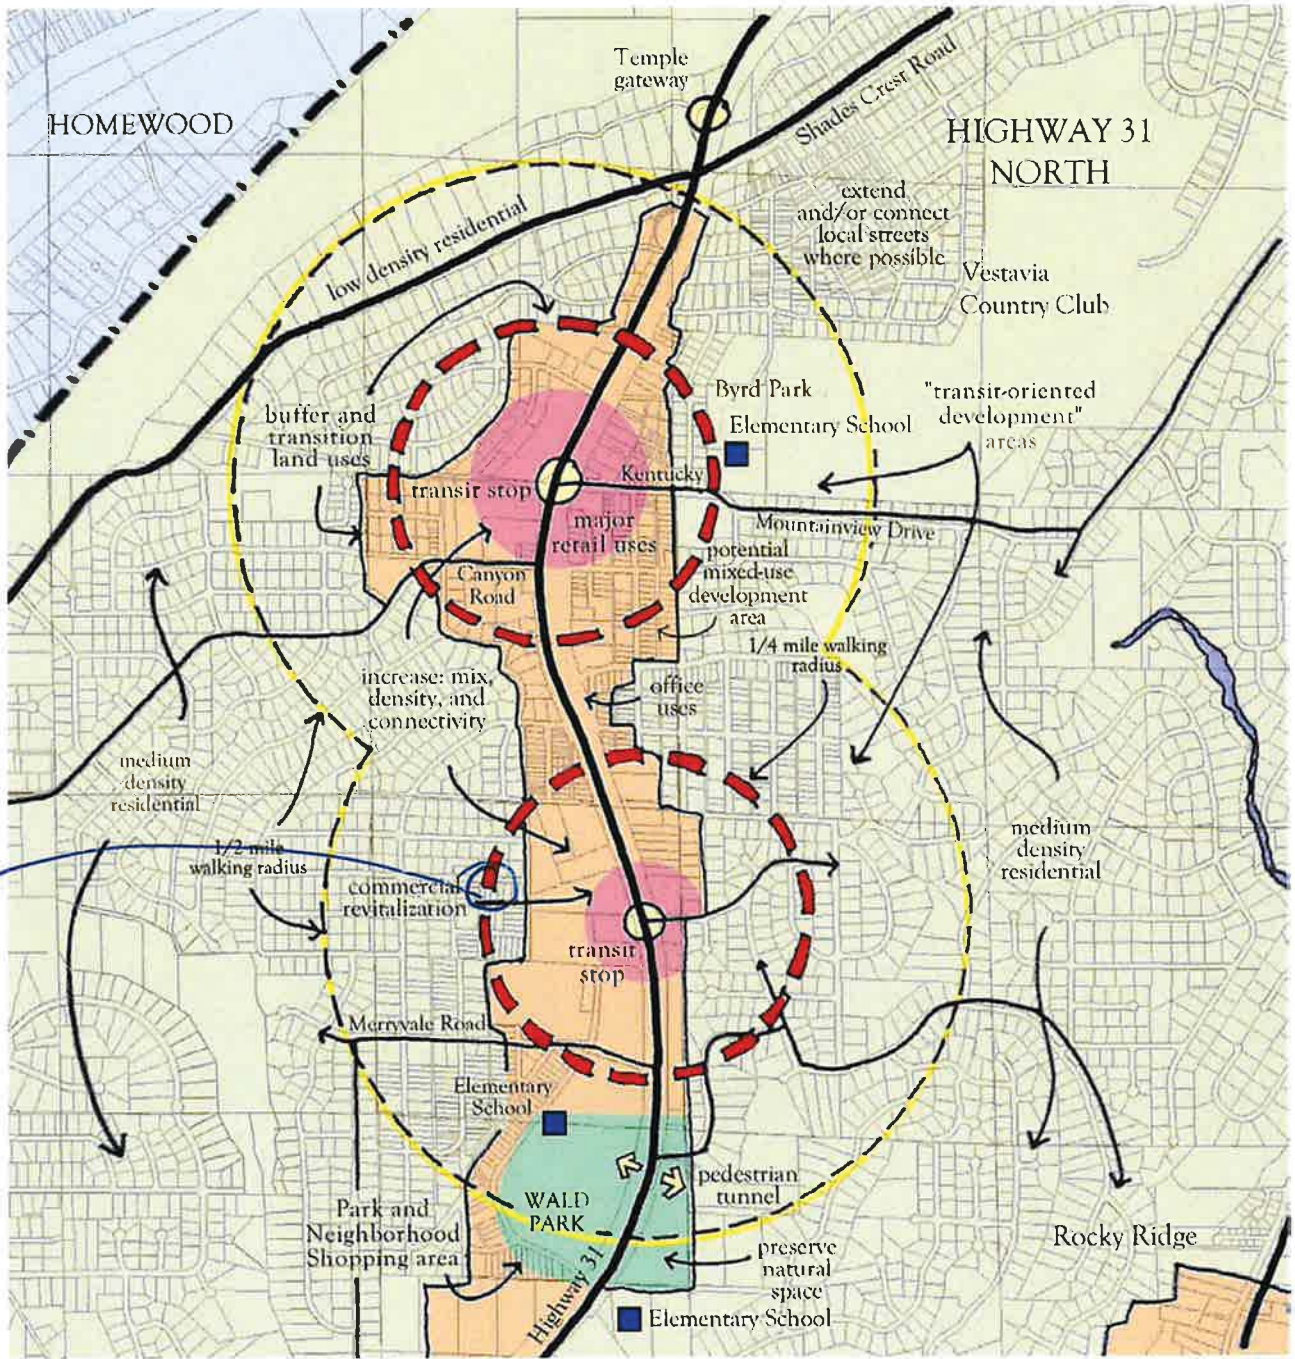 Temple
gateway
HOMEWOOD
Shades Crest Road
HIGHWAY 31
NORTH
extend
and/or connect
local streets
where possible
low density residential
Vestavia
Country Club
Byrd Park
Elementary School
"transit-oriented
development"
areas
buffer and
transition
land uses
Kentucky
transit stop
major
retail uses
Mountainview Drive
potential
mixed-use
development
area
Canyon
Road
1/4 mile walking
radius
increase: mix,
density, and
connectivity
office
uses
medium
density
residential
1/2 mile
walking radius
commercial
revitalization
medium
density
residential
transit
stop
Merryvale Road
Elementary
School
pedestrian
tunnel
WALD
PARK
Park and
Neighborhood
Shopping area
Highway 31
preserve
natural
space
Rocky Ridge
Elementary School